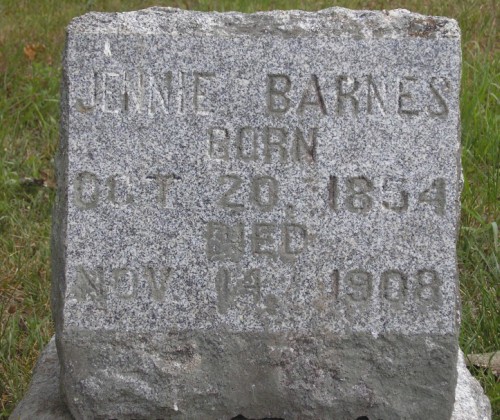 JENNIE BARNES
BORN
OCT 20, 1854
DIED
NOV. 14, 1908